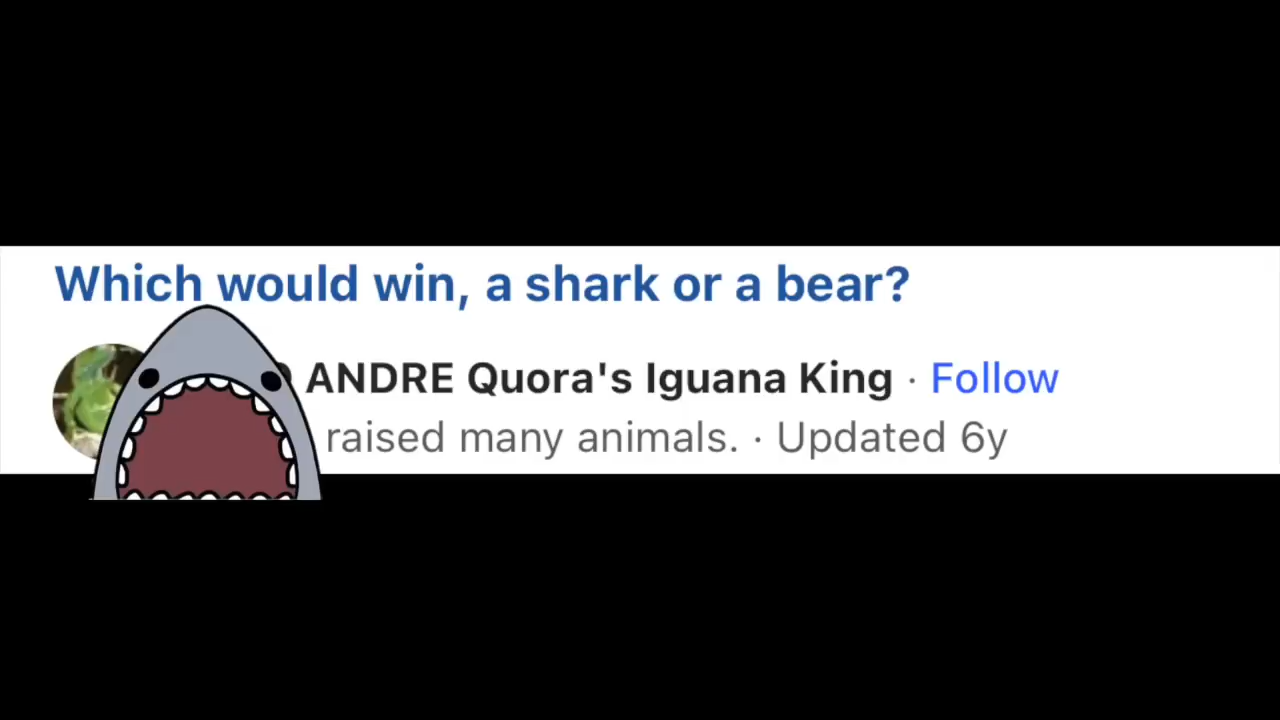 Which would win, a shark or a bear?
ANDRE Quora's Iguana King · Follow
raised many animals. · Updated 6y